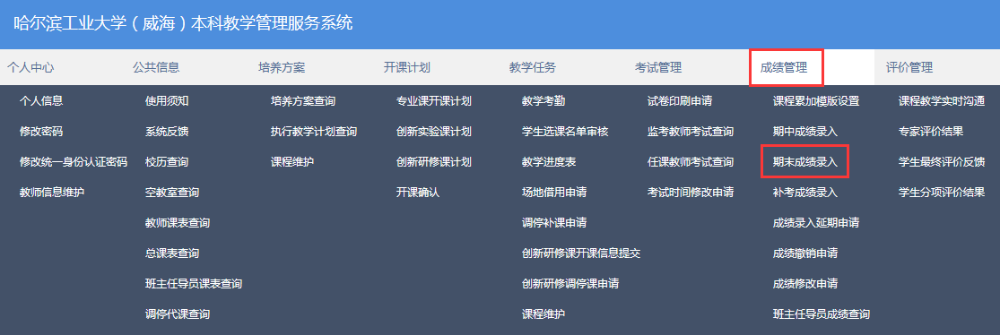 哈尔滨工业大学（威海）本科教学管理服务系统
个人中心 公共信息 培养方案 开课计划 教学任务 考试管理 成绩管理 评价管理
个人信息 使用须知 培养方案查询 专业课开课计划 教学考勤 试卷印刷申请 课程累加模版设置 课程教学实时沟通
修改密码 系统反馈 执行教学计划查询 创新实验课计划 学生选课名单审核 监考教师考试查询 期中成绩录入 专家评价结果
修改统一身份认证密码 校历查询 课程维护 创新研修课计划 教学进度表 任课教师考试查询 期末成绩录入 学生最终评价反馈
教师信息维护 空教室查询 开课确认 场地借用申请 考试时间修改申请 补考成绩录入 学生分项评价结果
教师课表查询 调停补课申请 成绩录入延期申请
总课表查询 创新研修课开课信息提交 成绩撤销申请
班主任导员课表查询 创新研修调停课申请 成绩修改申请
调停代课查询 课程维护 班主任导员成绩查询